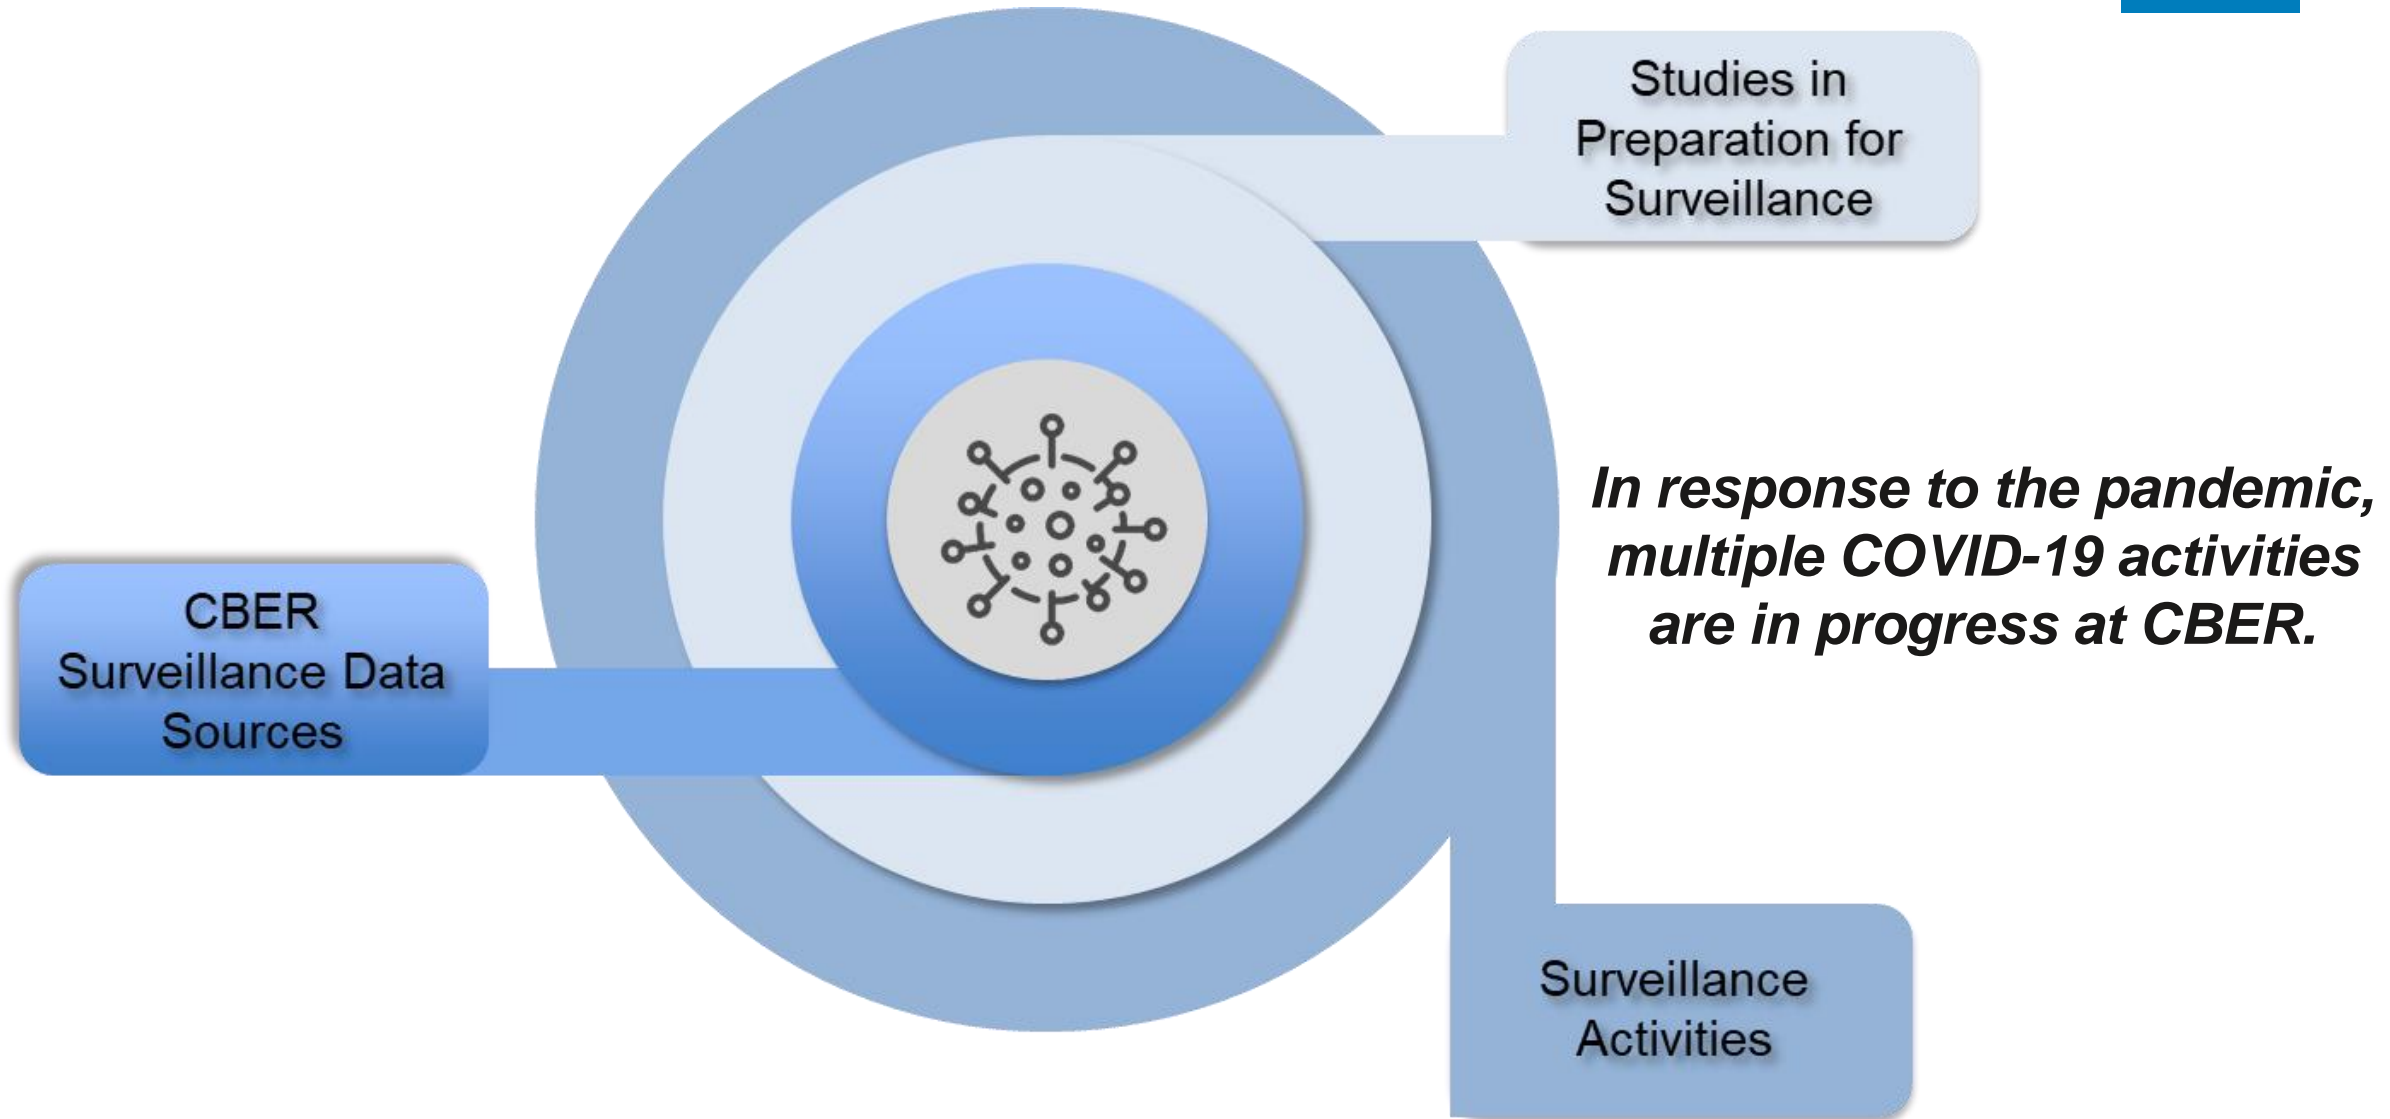 Studies in
Preparation for
Surveillance
In response to the pandemic,
multiple COVID-19 activities
are in progress at CBER.
CBER
Surveillance Data
Sources
Surveillance
Activities